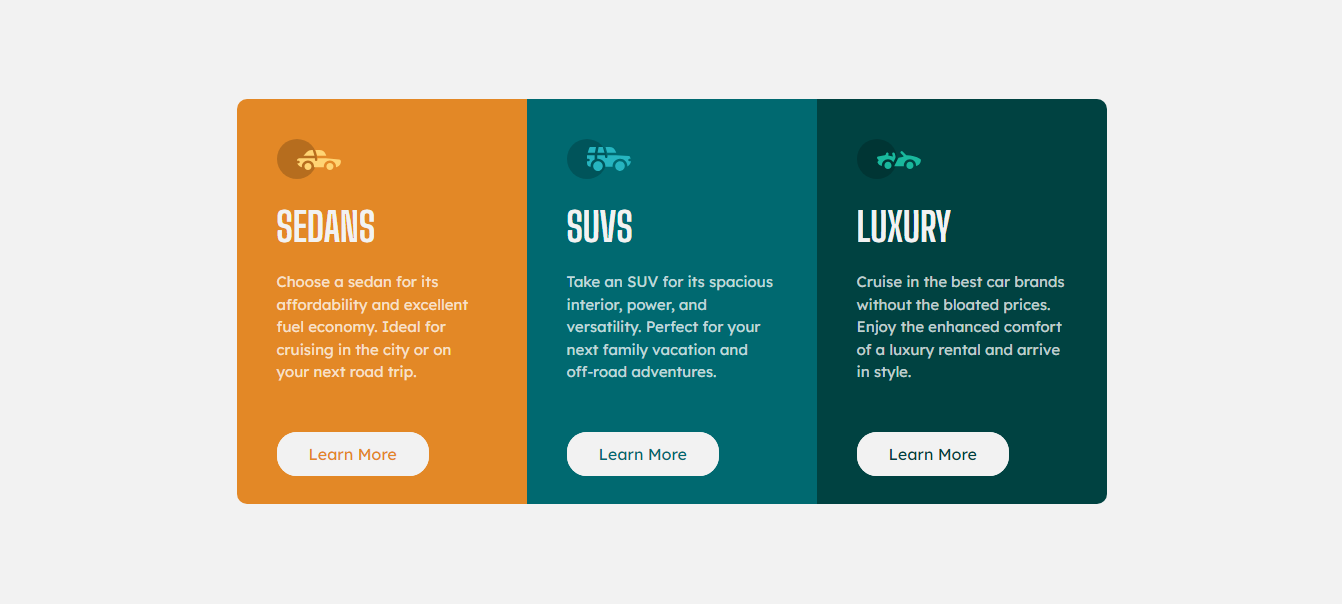 SEDANS
Choose a sedan for its
affordability and excellent
fuel economy. Ideal for
cruising in the city or on
your next road trip.
Learn More
SUVS
Take an SUV for its spacious
interior, power, and
versatility. Perfect for your
next family vacation and
off-road adventures.
Learn More
LUXURY
Cruise in the best car brands
without the bloated prices.
Enjoy the enhanced comfort
of a luxury rental and arrive
in style.
Learn More